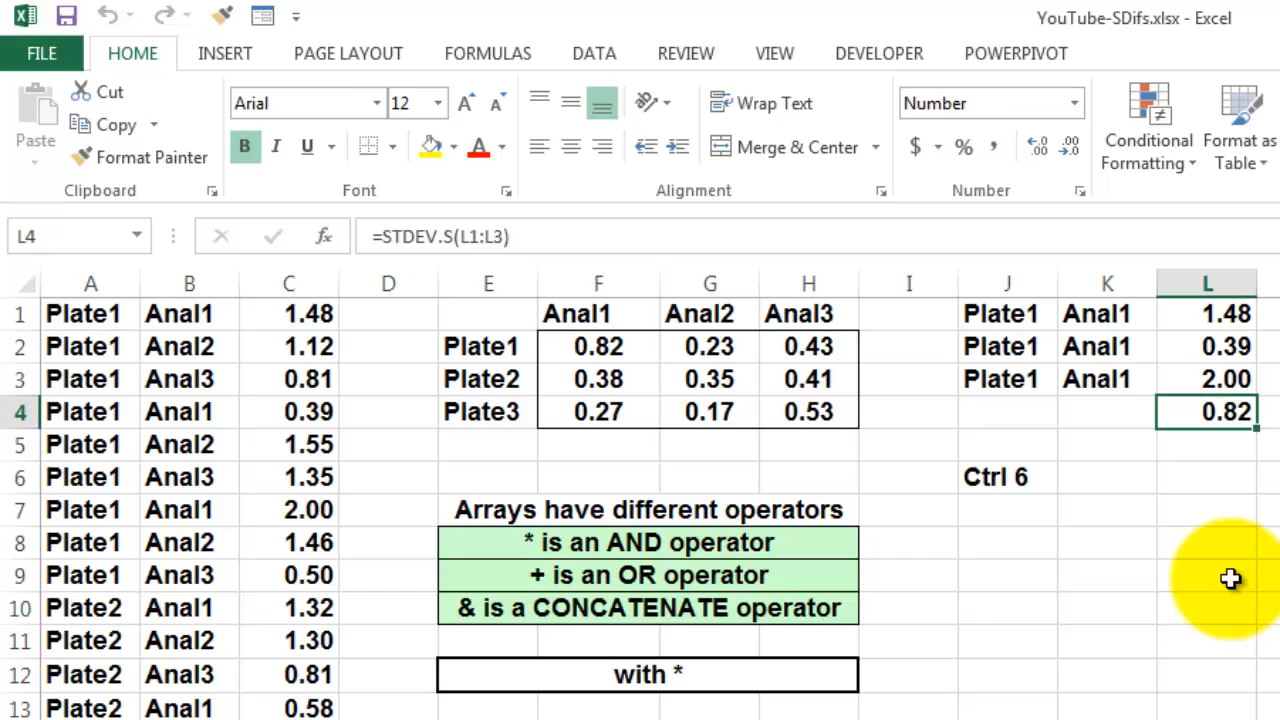 YouTube-SDifs.xlsx - Excel
FILE HOME INSERT PAGE LAYOUT FORMULAS DATA REVIEW VIEW DEVELOPER POWERPIVOT
Paste
Cut
Copy
Format Painter
Clipboard
Arial 12
B I U
Font
Wrap Text
Merge & Center
Alignment
Number
$ % ,
Number
Conditional Formatting
Format as Table
L4 fx =STDEV.S(L1:L3)
A B C D E F G H I J K L
1 Plate1 Anal1 1.48 Anal1 Anal2 Anal3 Plate1 Anal1 1.48
2 Plate1 Anal2 1.12 Plate1 0.82 0.23 0.43 Plate1 Anal1 0.39
3 Plate1 Anal3 0.81 Plate2 0.38 0.35 0.41 Plate1 Anal1 2.00
4 Plate1 Anal1 0.39 Plate3 0.27 0.17 0.53 0.82
5 Plate1 Anal2 1.55
6 Plate1 Anal3 1.35 Ctrl 6
7 Plate1 Anal1 2.00 Arrays have different operators
8 Plate1 Anal2 1.46 * is an AND operator
9 Plate1 Anal3 0.50 + is an OR operator
10 Plate2 Anal1 1.32 & is a CONCATENATE operator
11 Plate2 Anal2 1.30
12 Plate2 Anal3 0.81 with *
13 Plate2 Anal1 0.58